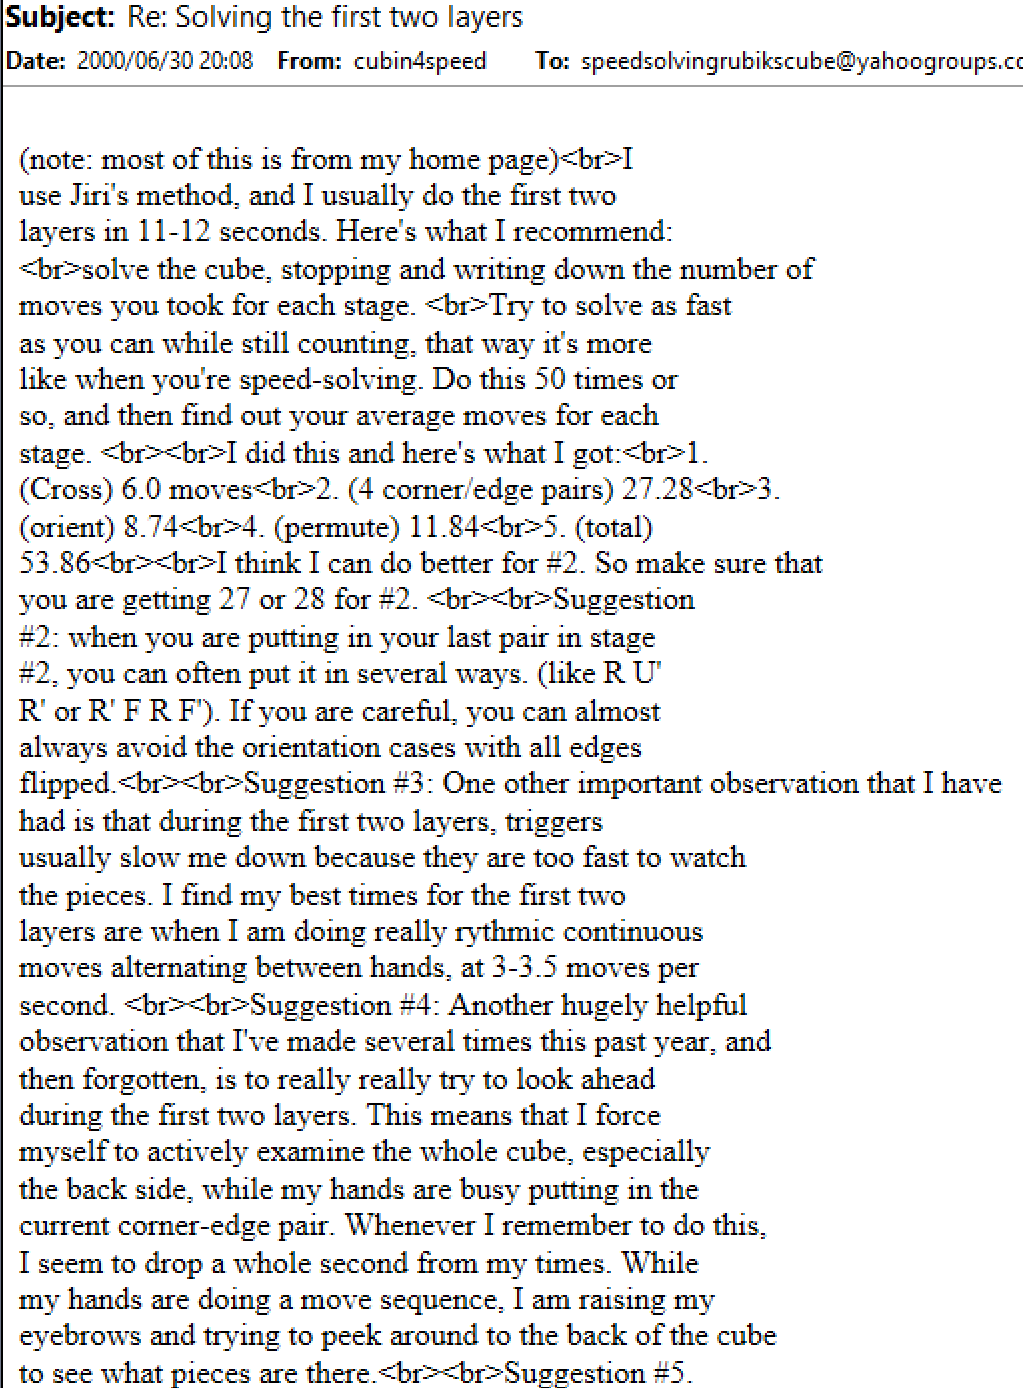 Subject: Re: Solving the first two layers
Date: 2000/06/30 20:08 From: cubin4speed To: speedsolvingrubikscube@yahoogroups.co
(note: most of this is from my home page)<br>I
use Jiri's method, and I usually do the first two
layers in 11-12 seconds. Here's what I recommend:
<br>solve the cube, stopping and writing down the number of
moves you took for each stage. <br>Try to solve as fast
as you can while still counting, that way it's more
like when you're speed-solving. Do this 50 times or
so, and then find out your average moves for each
stage. <br><br>I did this and here's what I got:<br>1.
(Cross) 6.0 moves<br>2. (4 corner/edge pairs) 27.28<br>3.
(orient) 8.74<br>4. (permute) 11.84<br>5. (total)
53.86<br><br>I think I can do better for #2. So make sure that
you are getting 27 or 28 for #2. <br><br>Suggestion
#2: when you are putting in your last pair in stage
#2, you can often put it in several ways. (like R U'
R' or R' F R F'). If you are careful, you can almost
always avoid the orientation cases with all edges
flipped.<br><br>Suggestion #3: One other important observation that I have
had is that during the first two layers, triggers
usually slow me down because they are too fast to watch
the pieces. I find my best times for the first two
layers are when I am doing really rythmic continuous
moves alternating between hands, at 3-3.5 moves per
second. <br><br>Suggestion #4: Another hugely helpful
observation that I've made several times this past year, and
then forgotten, is to really really try to look ahead
during the first two layers. This means that I force
myself to actively examine the whole cube, especially
the back side, while my hands are busy putting in the
current corner-edge pair. Whenever I remember to do this,
I seem to drop a whole second from my times. While
my hands are doing a move sequence, I am raising my
eyebrows and trying to peek around to the back of the cube
to see what pieces are there.<br><br>Suggestion #5.